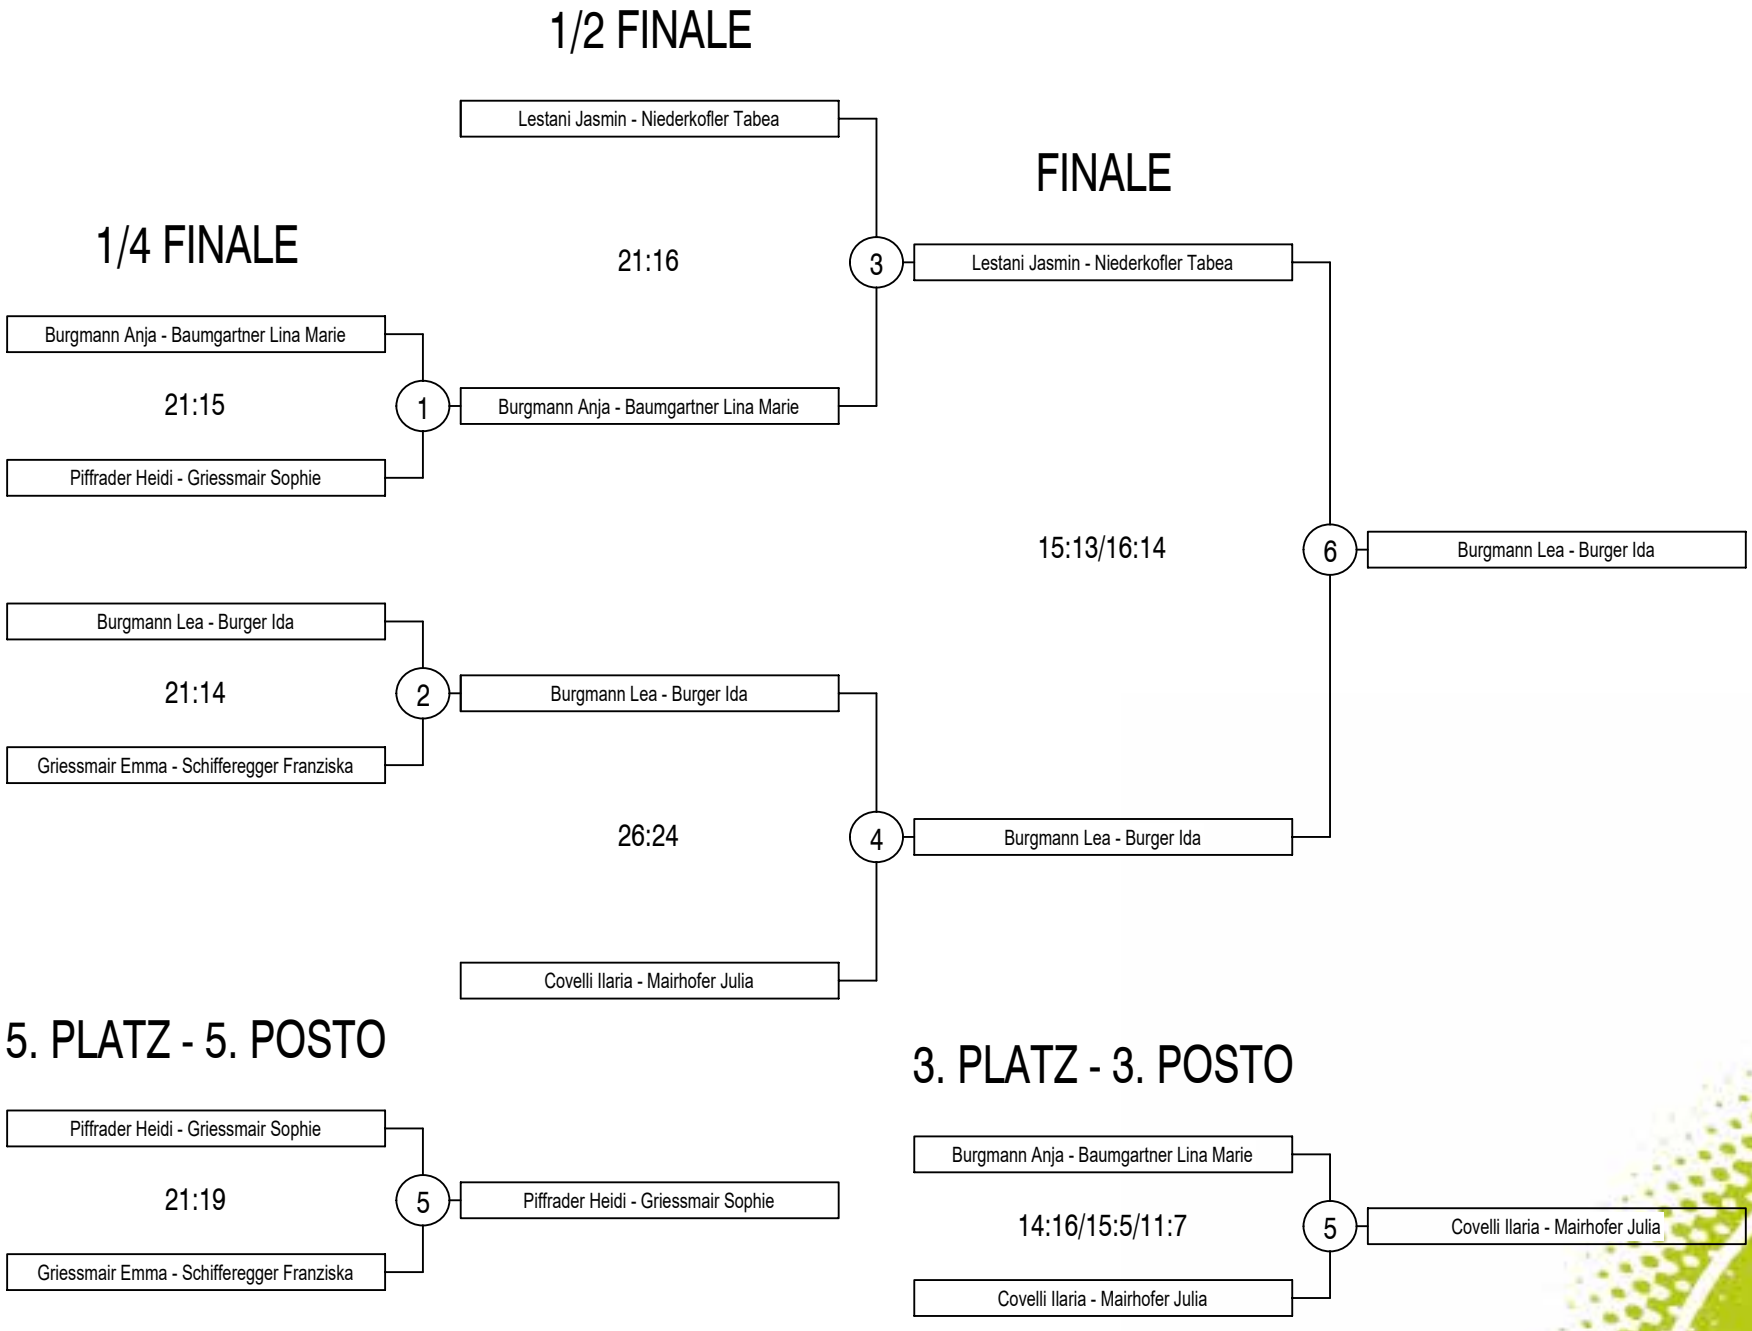 1/2 FINALE
Lestani Jasmin - Niederkofler Tabea
FINALE
1/4 FINALE
21:16
3
Lestani Jasmin - Niederkofler Tabea
Burgmann Anja - Baumgartner Lina Marie
21:15
1
Burgmann Anja - Baumgartner Lina Marie
Piffrader Heidi - Griessmair Sophie
15:13/16:14
6
Burgmann Lea - Burger Ida
Burgmann Lea - Burger Ida
21:14
2
Burgmann Lea - Burger Ida
Griessmair Emma - Schifferegger Franziska
26:24
4
Burgmann Lea - Burger Ida
Covelli Ilaria - Mairhofer Julia
5. PLATZ - 5. POSTO
3. PLATZ - 3. POSTO
Piffrader Heidi - Griessmair Sophie
Burgmann Anja - Baumgartner Lina Marie
21:19
5
Piffrader Heidi - Griessmair Sophie
14:16/15:5/11:7
5
Covelli Ilaria - Mairhofer Julia
Griessmair Emma - Schifferegger Franziska
Covelli Ilaria - Mairhofer Julia